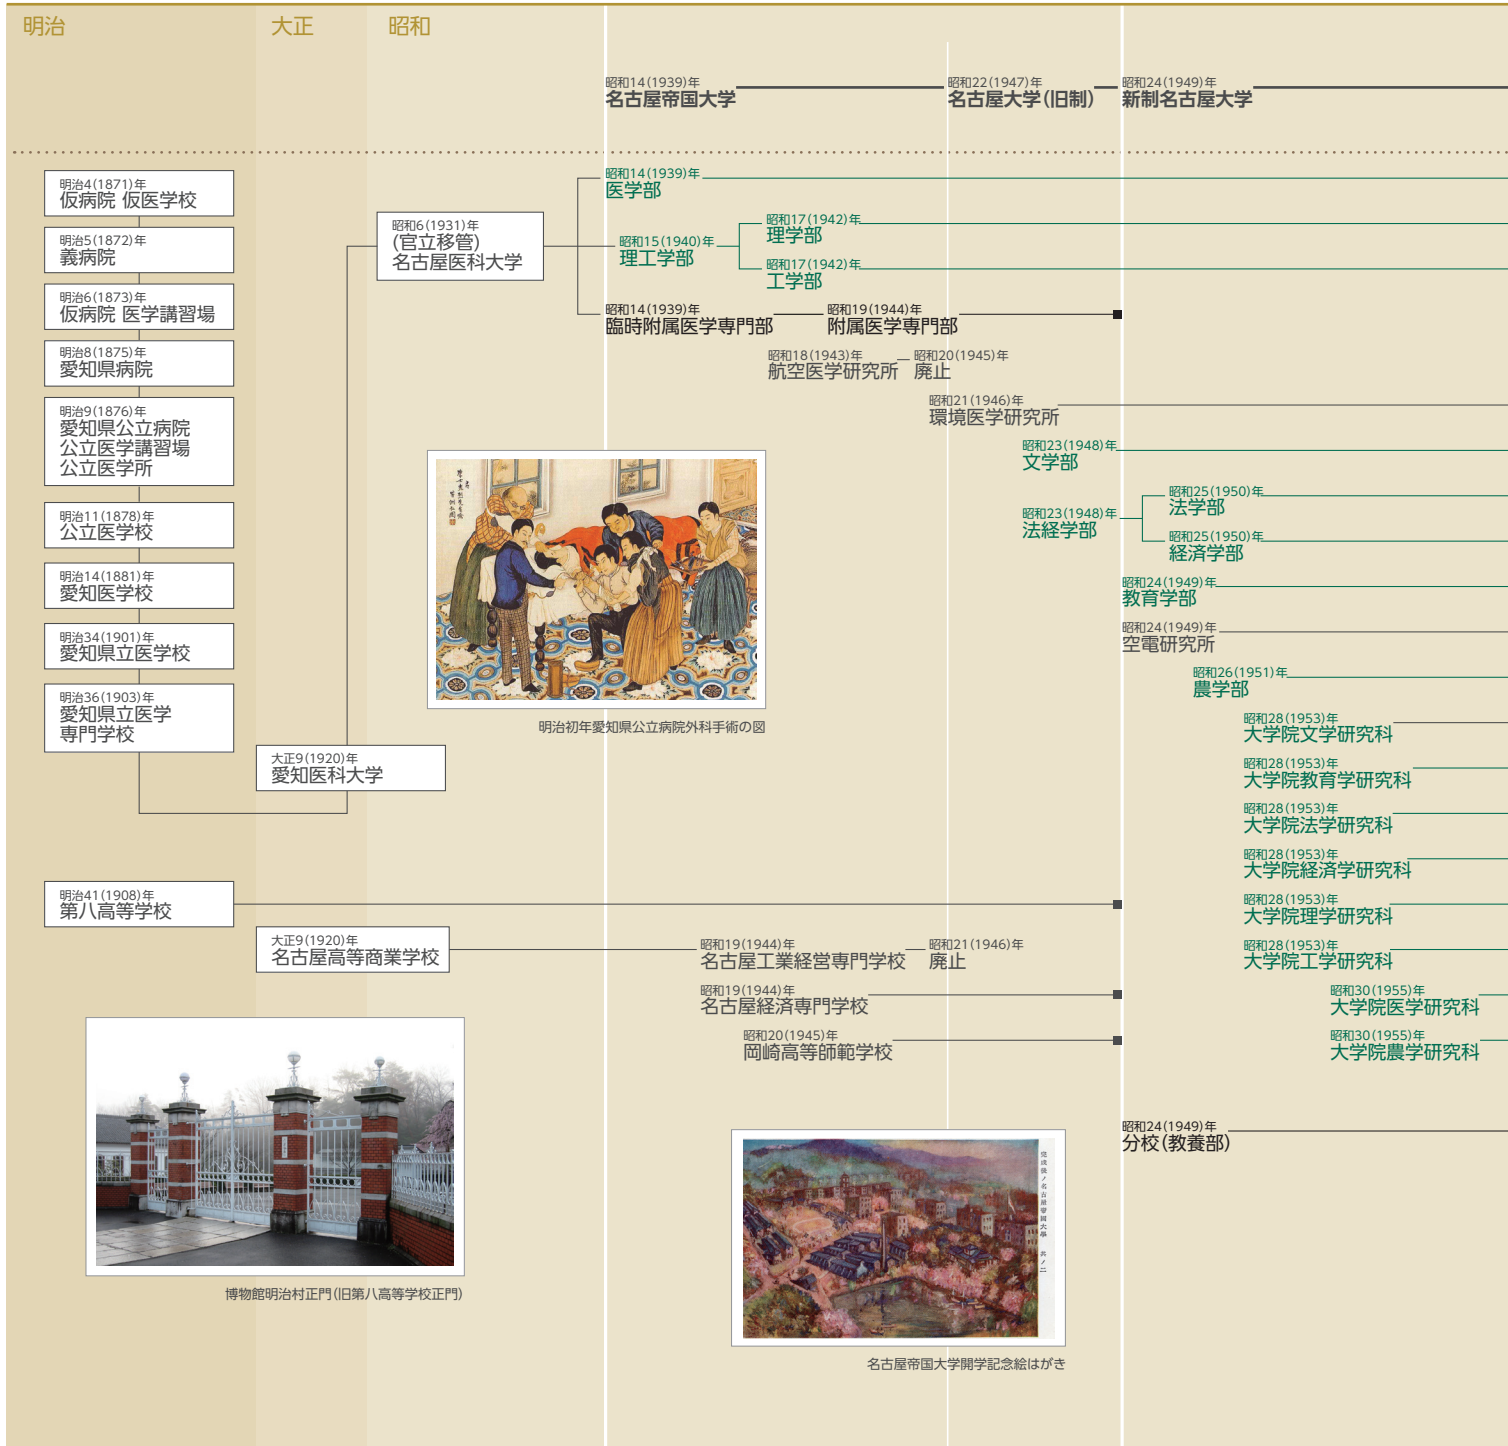 明治
大正
昭和
昭和14(1939)年
名古屋帝国大学
昭和22(1947)年
名古屋大学(旧制)
昭和24(1949)年
新制名古屋大学
明治4(1871)年
仮病院 仮医学校
明治5(1872)年
義病院
明治6(1873)年
仮病院 医学講習場
明治8(1875)年
愛知県病院
明治9(1876)年
愛知県公立病院
公立医学講習場
公立医学所
明治11(1878)年
公立医学校
明治14(1881)年
愛知医学校
明治34(1901)年
愛知県立医学校
明治36(1903)年
愛知県立医学
専門学校
大正9(1920)年
愛知医科大学
昭和6(1931)年
(官立移管)
名古屋医科大学
昭和14(1939)年
医学部
昭和15(1940)年
理工学部
昭和17(1942)年
理学部
昭和17(1942)年
工学部
昭和14(1939)年
臨時附属医学専門部
昭和19(1944)年
附属医学専門部
昭和18(1943)年
航空医学研究所
昭和20(1945)年
廃止
昭和21(1946)年
環境医学研究所
昭和23(1948)年
文学部
昭和23(1948)年
法経学部
昭和25(1950)年
法学部
昭和25(1950)年
経済学部
昭和24(1949)年
教育学部
昭和24(1949)年
空電研究所
昭和26(1951)年
農学部
昭和28(1953)年
大学院文学研究科
昭和28(1953)年
大学院教育学研究科
昭和28(1953)年
大学院法学研究科
昭和28(1953)年
大学院経済学研究科
昭和28(1953)年
大学院理学研究科
昭和28(1953)年
大学院工学研究科
昭和30(1955)年
大学院医学研究科
昭和30(1955)年
大学院農学研究科
明治初年愛知県公立病院外科手術の図
明治41(1908)年
第八高等学校
大正9(1920)年
名古屋高等商業学校
昭和19(1944)年
名古屋工業経営専門学校
昭和21(1946)年
廃止
昭和19(1944)年
名古屋経済専門学校
昭和20(1945)年
岡崎高等師範学校
昭和24(1949)年
分校(教養部)
博物館明治村正門(旧第八高等学校正門)
完成後ノ名古屋帝国大學 其ノ二
名古屋帝国大学開学記念絵はがき